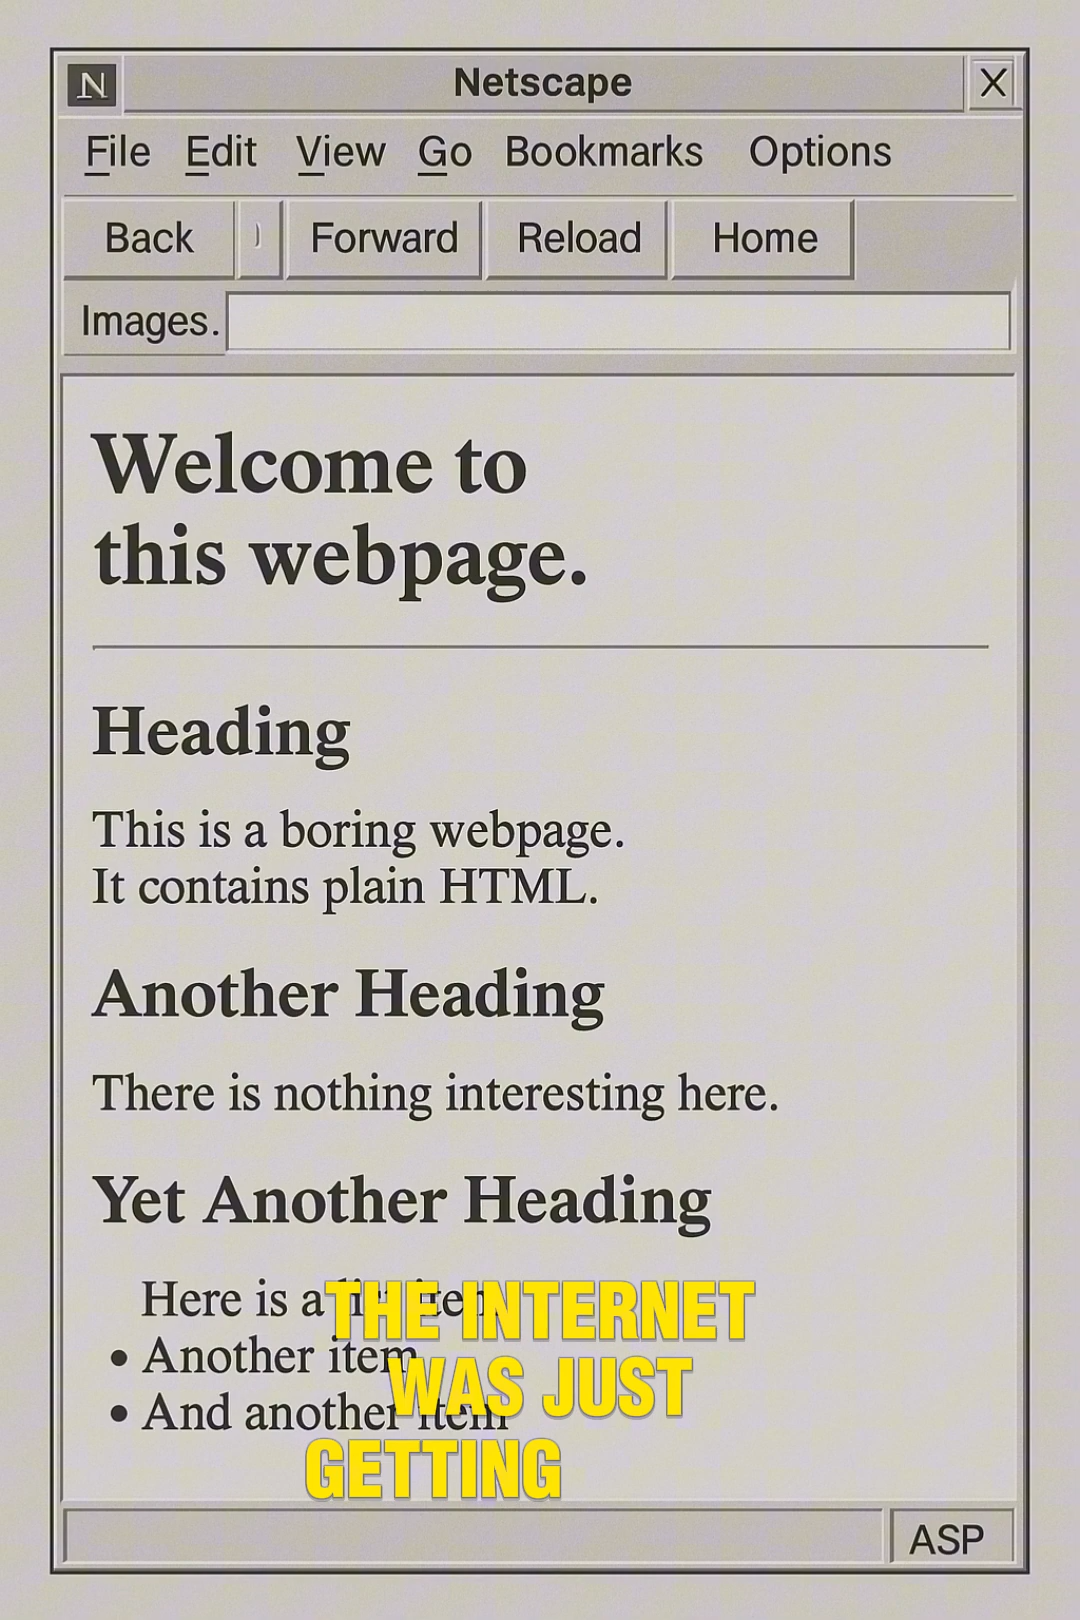 N Netscape X
File Edit View Go Bookmarks Options
Back Forward Reload Home
Images.
Welcome to
this webpage.
Heading
This is a boring webpage.
It contains plain HTML.
Another Heading
There is nothing interesting here.
Yet Another Heading
Here is a
• Another item
• And another item
THE INTERNET
WAS JUST
GETTING
ASP